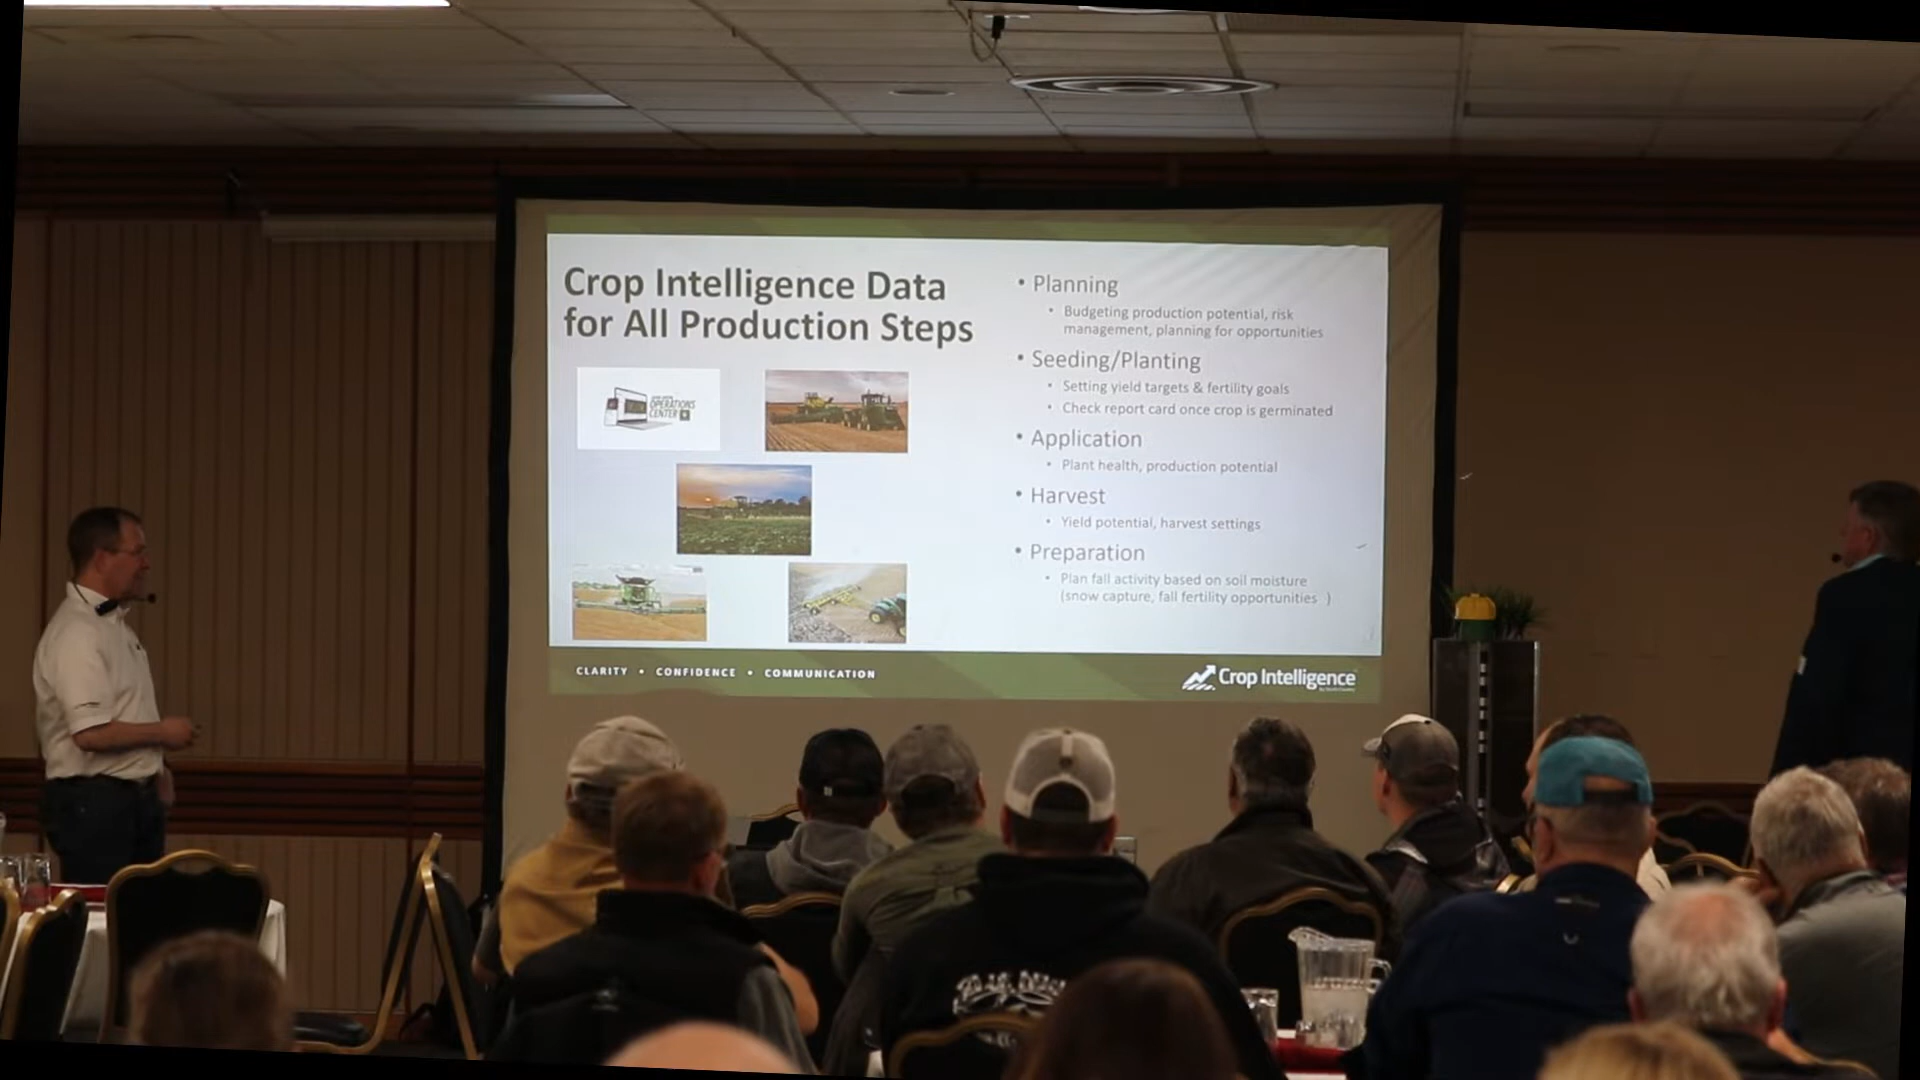 Crop Intelligence Data
for All Production Steps
OPERATIONS
CENTER
• Planning
• Budgeting production potential, risk
management, planning for opportunities
• Seeding/Planting
• Setting yield targets & fertility goals
• Check report card once crop is germinated
• Application
• Plant health, production potential
• Harvest
• Yield potential, harvest settings
• Preparation
• Plan fall activity based on soil moisture
(snow capture, fall fertility opportunities )
CLARITY • CONFIDENCE • COMMUNICATION
Crop Intelligence